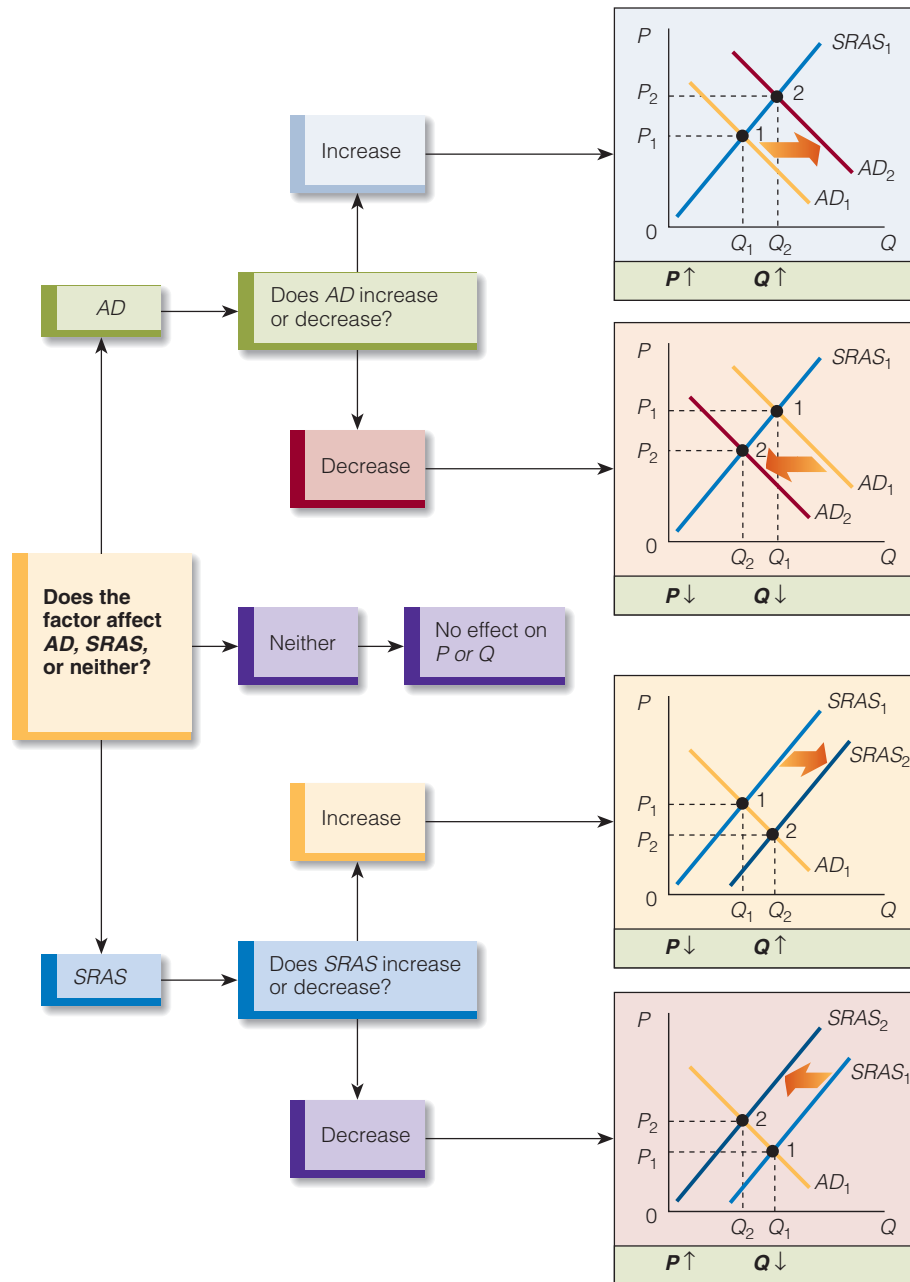 Does the
factor affect
AD, SRAS,
or neither?
AD
Does AD increase
or decrease?
Increase
Decrease
Neither
No effect on
P or Q
SRAS
Does SRAS increase
or decrease?
Increase
Decrease
P
SRAS₁
P₂
2
P₁
1
AD₂
AD₁
0
Q₁
Q₂
Q
P↑ Q↑
P
SRAS₁
P₁
1
P₂
2
AD₁
AD₂
0
Q₂
Q₁
Q
P↓ Q↓
P
SRAS₁
SRAS₂
P₁
1
P₂
2
AD₁
0
Q₁
Q₂
Q
P↓ Q↑
P
SRAS₂
SRAS₁
P₂
2
P₁
1
AD₁
0
Q₂
Q₁
Q
P↑ Q↓